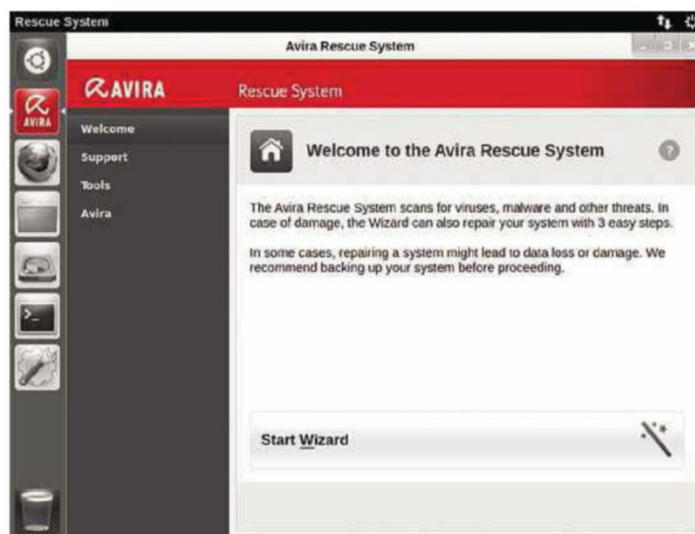 Rescue System
Avira Rescue System
AVIRA
Rescue System
AVIRA
Welcome
Support
Tools
Avira
Welcome to the Avira Rescue System
?
The Avira Rescue System scans for viruses, malware and other threats. In
case of damage, the Wizard can also repair your system with 3 easy steps.
In some cases, repairing a system might lead to data loss or damage. We
recommend backing up your system before proceeding.
>_
Start Wizard